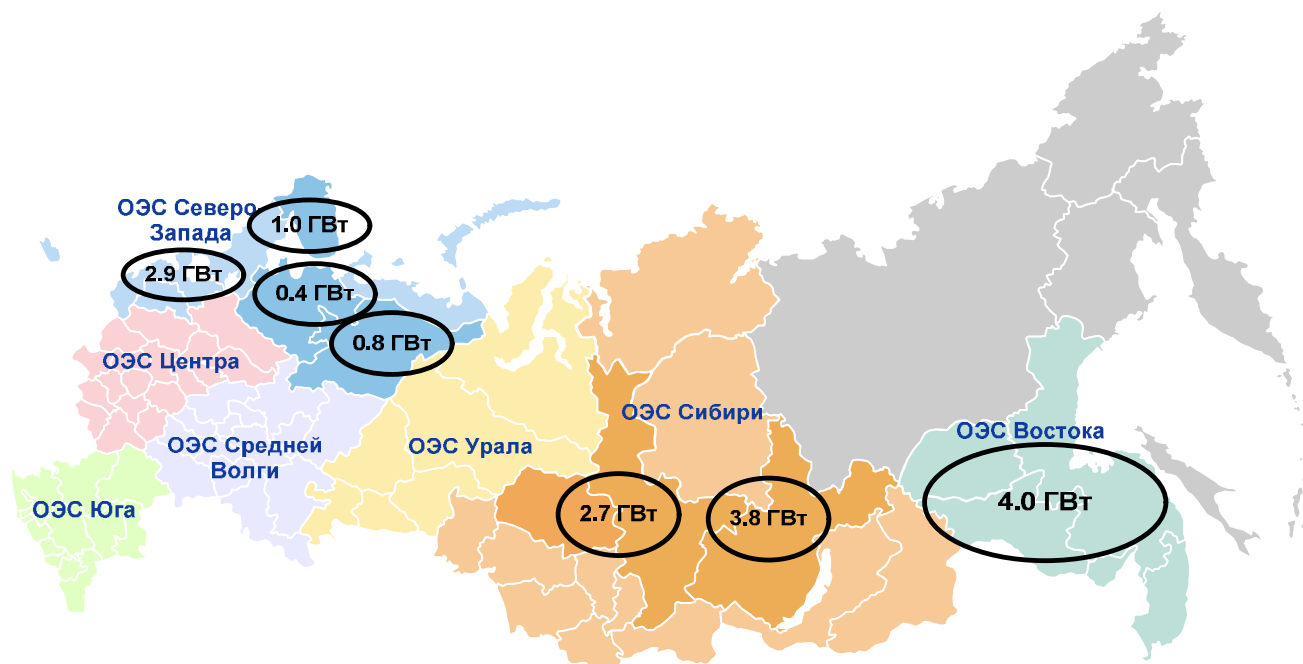 ОЭС Северо-
Запада
1.0 ГВт
2.9 ГВт
0.4 ГВт
0.8 ГВт
ОЭС Центра
ОЭС Сибири
ОЭС Средней
Волги
ОЭС Урала
ОЭС Востока
ОЭС Юга
2.7 ГВт
3.8 ГВт
4.0 ГВт